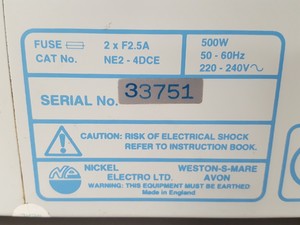 FUSE 2 x F2.5A 500W
CAT No. NE2 - 4DCE 50 - 60Hz
220 - 240V
SERIAL No. 33751
CAUTION: RISK OF ELECTRICAL SHOCK
REFER TO INSTRUCTION BOOK.
NICKEL WESTON-S-MARE
ELECTRO LTD. AVON
WARNING: THIS EQUIPMENT MUST BE EARTHED
Made in England